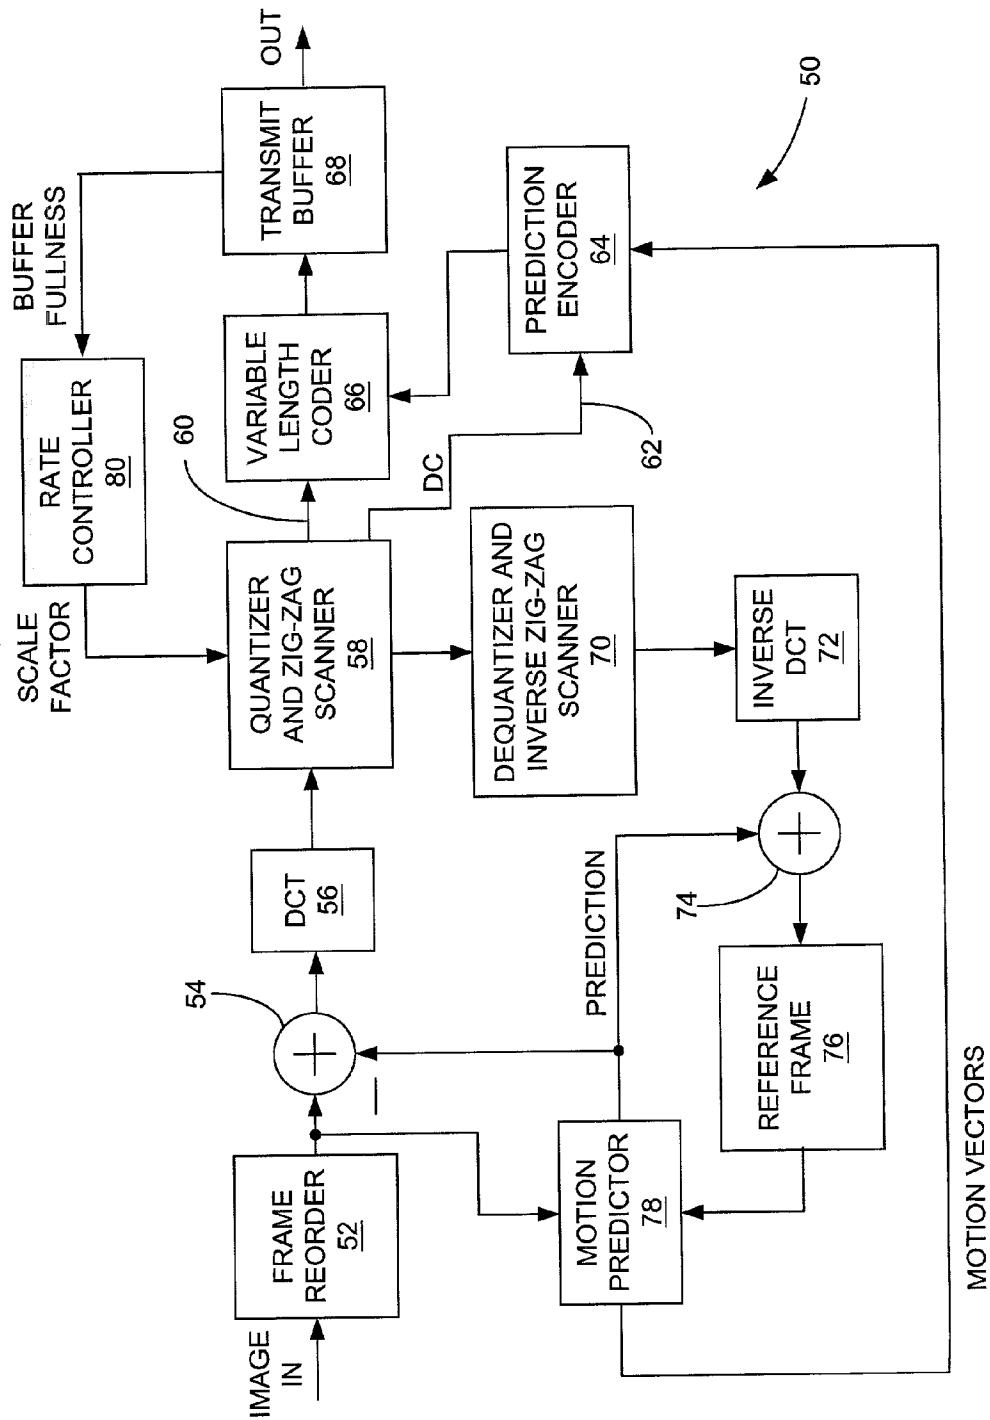 IMAGE
IN
FRAME
REORDER
52
54
DCT
56
SCALE
FACTOR
QUANTIZER
AND ZIG-ZAG
SCANNER
58
RATE
CONTROLLER
80
BUFFER
FULLNESS
60
VARIABLE
LENGTH
CODER
66
TRANSMIT
BUFFER
68
OUT
DC
62
PREDICTION
ENCODER
64
50
DEQUANTIZER AND
INVERSE ZIG-ZAG
SCANNER
70
INVERSE
DCT
72
74
PREDICTION
REFERENCE
FRAME
76
MOTION
PREDICTOR
78
MOTION VECTORS